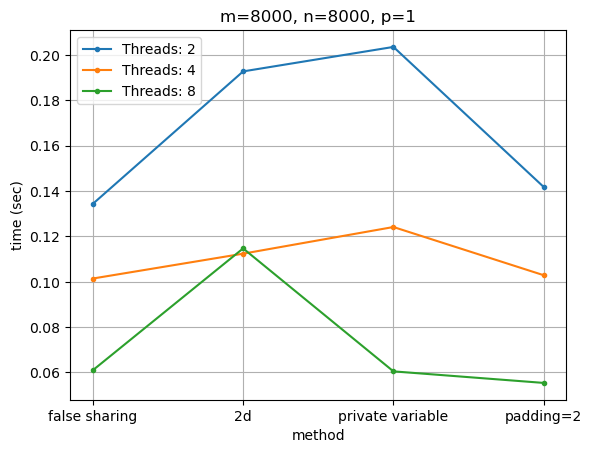 m=8000, n=8000, p=1
Threads: 2
Threads: 4
Threads: 8
time (sec)
0.20
0.18
0.16
0.14
0.12
0.10
0.08
0.06
false sharing 2d private variable padding=2
method